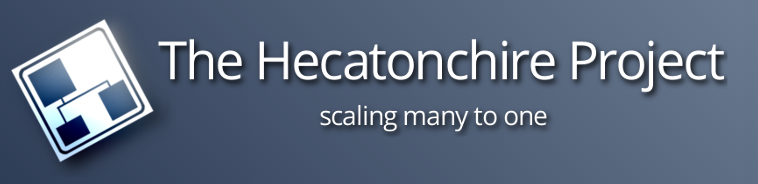 The Hecatonchire Project
scaling many to one